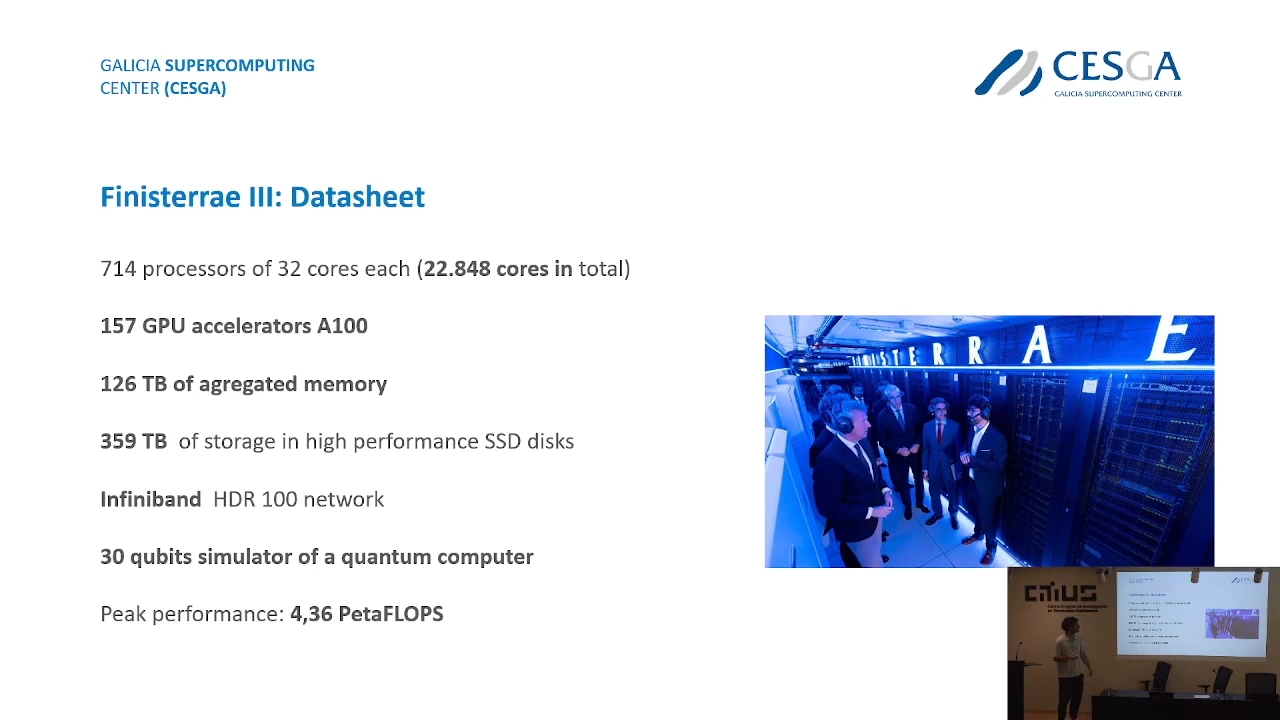 GALICIA SUPERCOMPUTING
CENTER (CESGA)
CESGA
GALICIA SUPERCOMPUTING CENTER
Finisterrae III: Datasheet
714 processors of 32 cores each (22.848 cores in total)
157 GPU accelerators A100
126 TB of agregated memory
359 TB of storage in high performance SSD disks
Infiniband HDR 100 network
30 qubits simulator of a quantum computer
Peak performance: 4,36 PetaFLOPS
INISTERRAE
CiTIUS